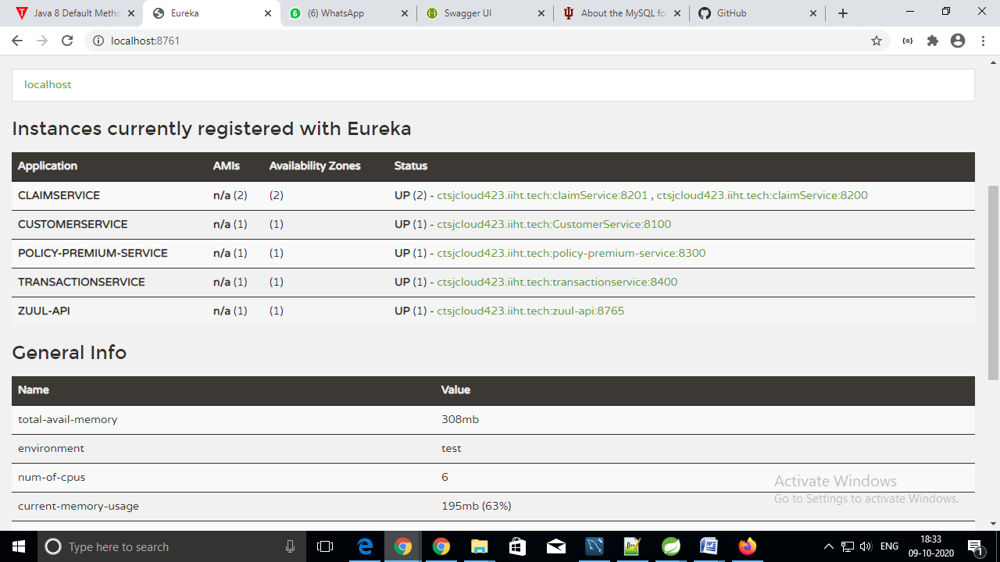 Java 8 Default Metho
Eureka
(6) WhatsApp
Swagger UI
About the MySQL fo
GitHub
localhost:8761
localhost
Instances currently registered with Eureka
Application AMIs Availability Zones Status
CLAIMSERVICE n/a (2) (2) UP (2) - ctsjcloud423.iiht.tech:claimService:8201 , ctsjcloud423.iiht.tech:claimService:8200
CUSTOMERSERVICE n/a (1) (1) UP (1) - ctsjcloud423.iiht.tech:CustomerService:8100
POLICY-PREMIUM-SERVICE n/a (1) (1) UP (1) - ctsjcloud423.iiht.tech:policy-premium-service:8300
TRANSACTIONSERVICE n/a (1) (1) UP (1) - ctsjcloud423.iiht.tech:transactionservice:8400
ZUUL-API n/a (1) (1) UP (1) - ctsjcloud423.iiht.tech:zuul-api:8765
General Info
Name Value
total-avail-memory 308mb
environment test
num-of-cpus 6
current-memory-usage 195mb (63%)
Activate Windows
Go to Settings to activate Windows.
Type here to search
ENG
18:33
09-10-2020
1